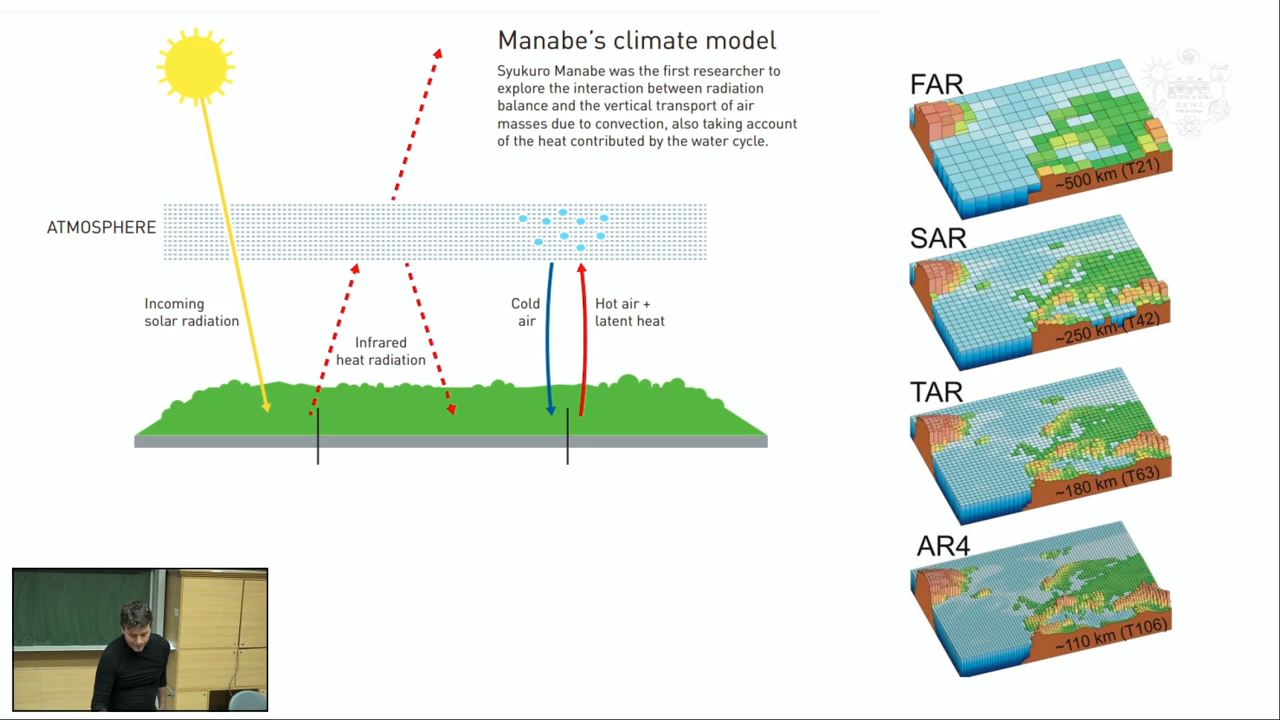 Manabe's climate model
Syukuro Manabe was the first researcher to
explore the interaction between radiation
balance and the vertical transport of air
masses due to convection, also taking account
of the heat contributed by the water cycle.
ATMOSPHERE
Incoming
solar radiation
Infrared
heat radiation
Cold
air
Hot air +
latent heat
FAR
~500 km (T21)
SAR
~250 km (T42)
TAR
~180 km (T63)
AR4
~110 km (T106)